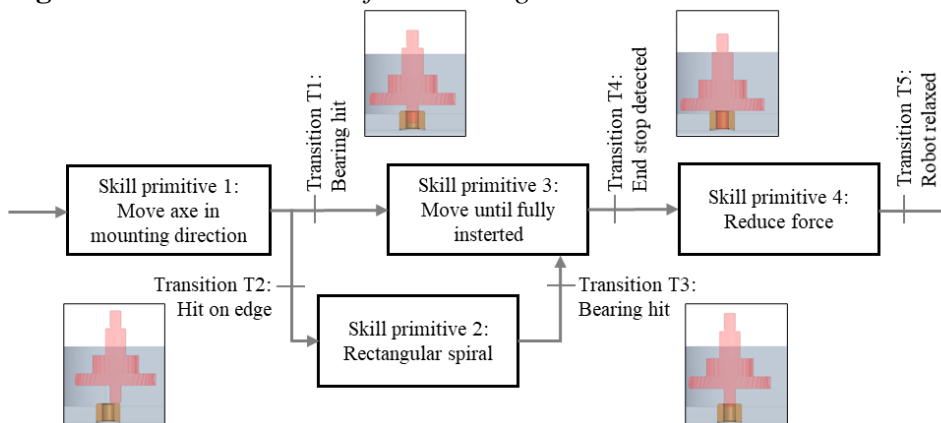 Transition T1:
Bearing hit
Transition T4:
End stop detected
Transition T5:
Robot relaxed
Skill primitive 1:
Move axe in
mounting direction
Skill primitive 3:
Move until fully
insterted
Skill primitive 4:
Reduce force
Transition T2:
Hit on edge
Transition T3:
Bearing hit
Skill primitive 2:
Rectangular spiral